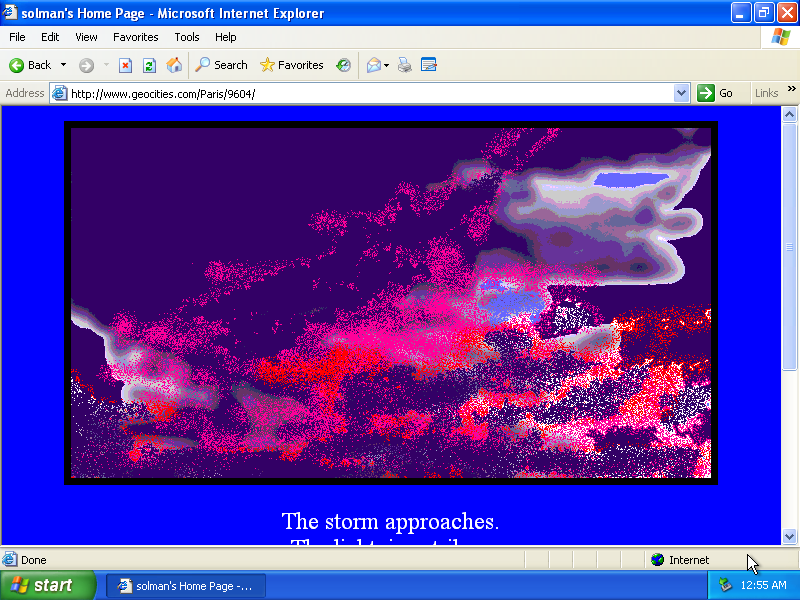 solman's Home Page - Microsoft Internet Explorer
File Edit View Favorites Tools Help
Back Search Favorites
Address http://www.geocities.com/Paris/9604/ Go Links »
The storm approaches.
Done Internet
start solman's Home Page -... 12:55 AM